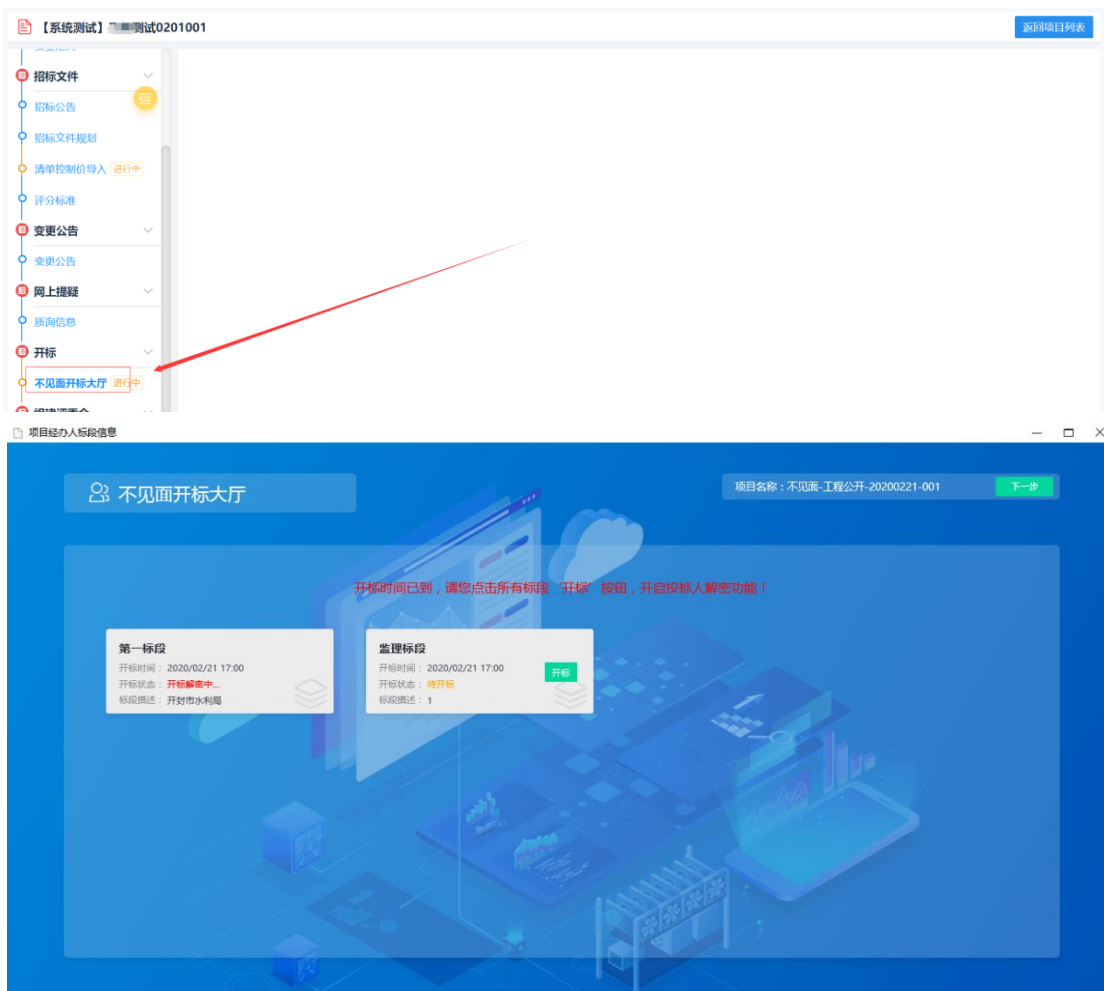 【系统测试】测试0201001
返回项目列表
招标文件
招标公告
招标文件规划
清单控制价导入 进行中
评分标准
变更公告
变更公告
网上提疑
质询信息
开标
不见面开标大厅 进行中
项目经办人标段信息
不见面开标大厅
项目名称：不见面-工程公开-20200221-001
下一步
开标时间已到，请您点击所有标段‘开标’按钮，开启投标人解密功能！
第一标段
开标时间： 2020/02/21 17:00
开标状态： 开标解密中...
标段描述： 开封市水利局
监理标段
开标时间： 2020/02/21 17:00
开标
开标状态： 待开标
标段描述： 1